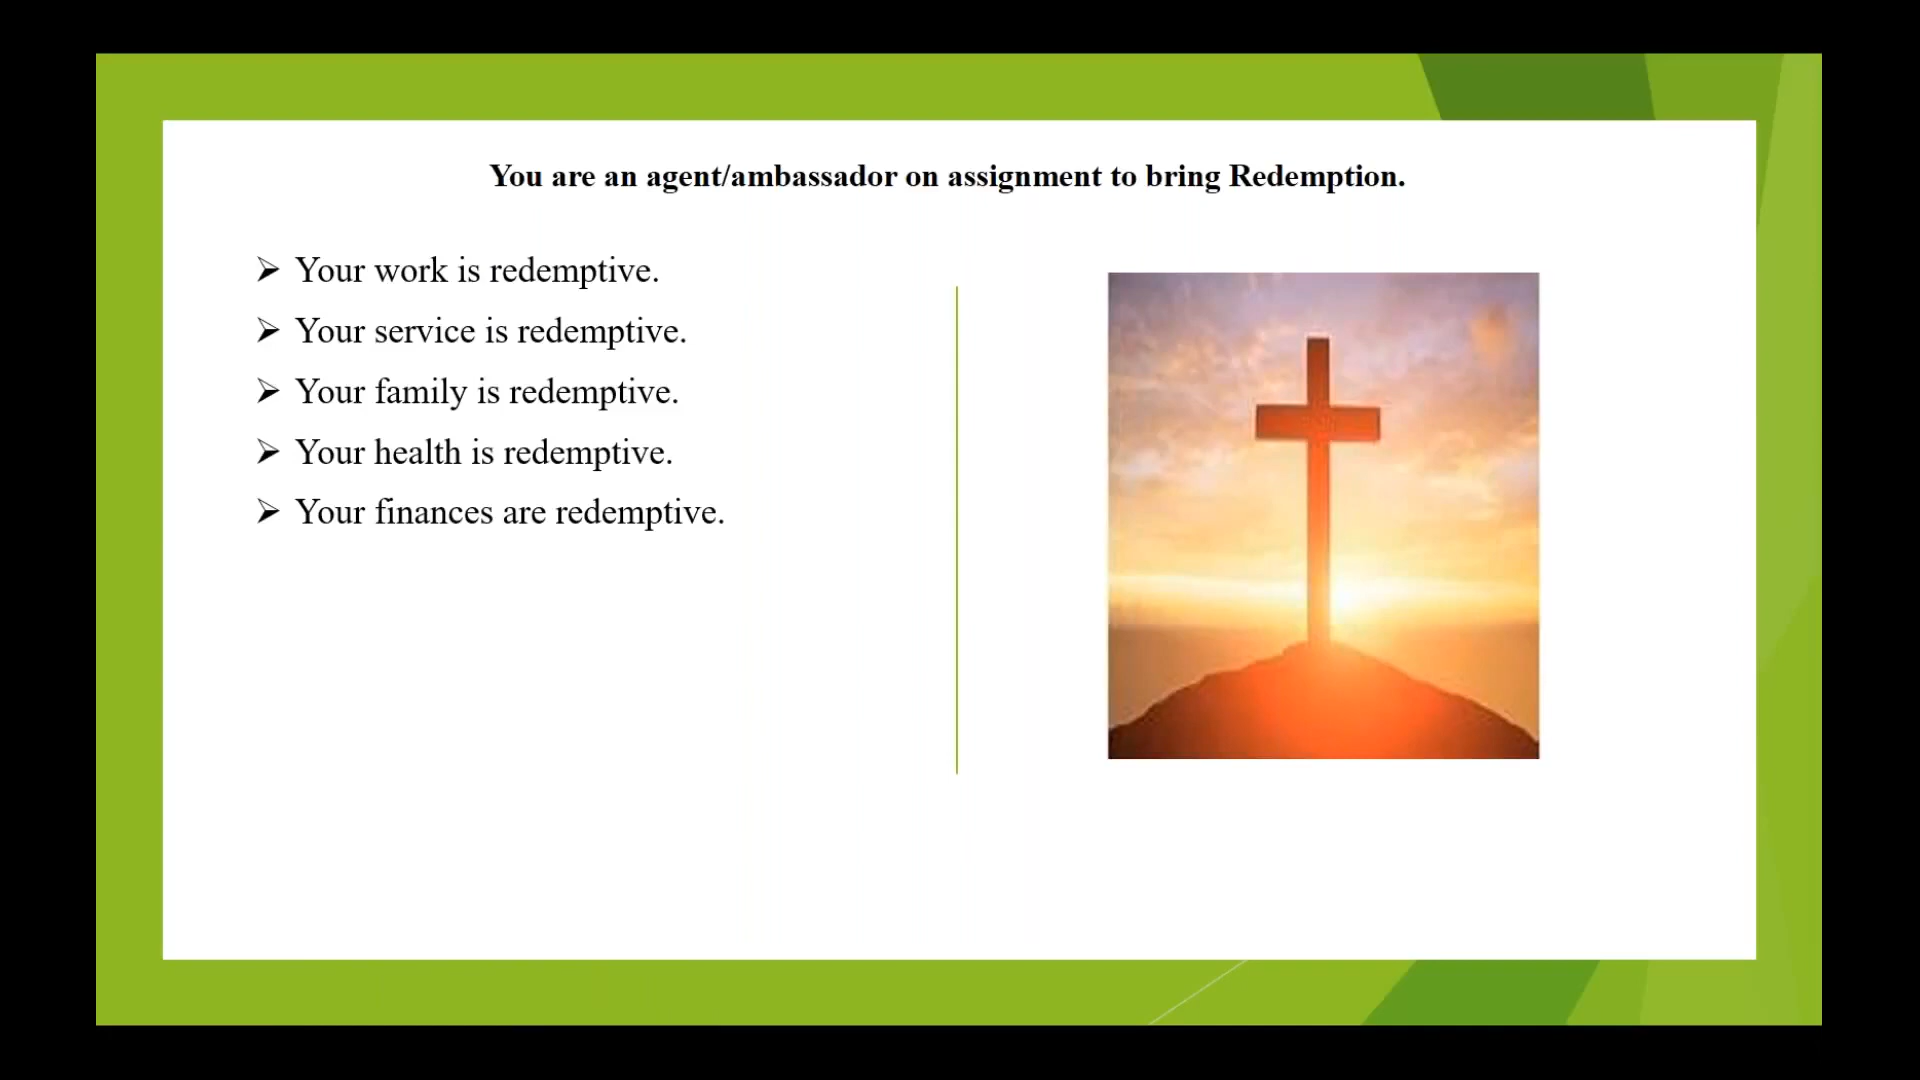 You are an agent/ambassador on assignment to bring Redemption.
➢ Your work is redemptive.
➢ Your service is redemptive.
➢ Your family is redemptive.
➢ Your health is redemptive.
➢ Your finances are redemptive.